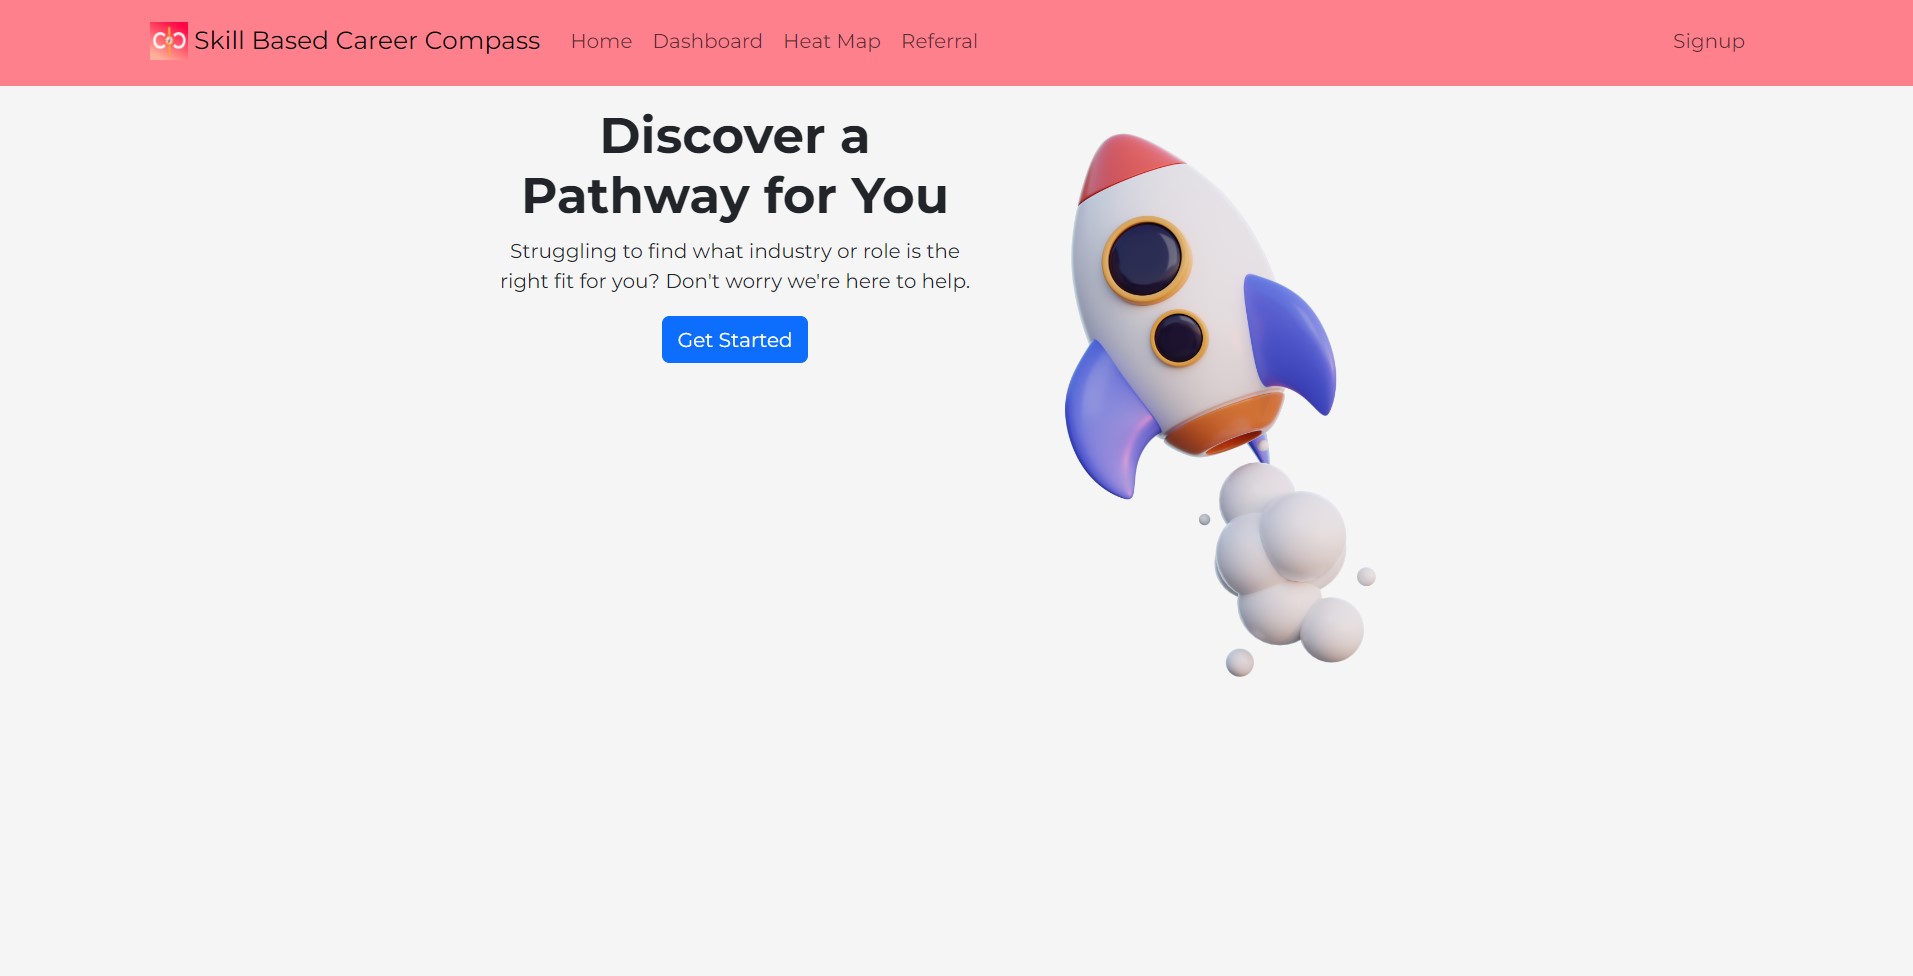 Skill Based Career Compass
Home
Dashboard
Heat Map
Referral
Signup
Discover a
Pathway for You
Struggling to find what industry or role is the
right fit for you? Don't worry we're here to help.
Get Started